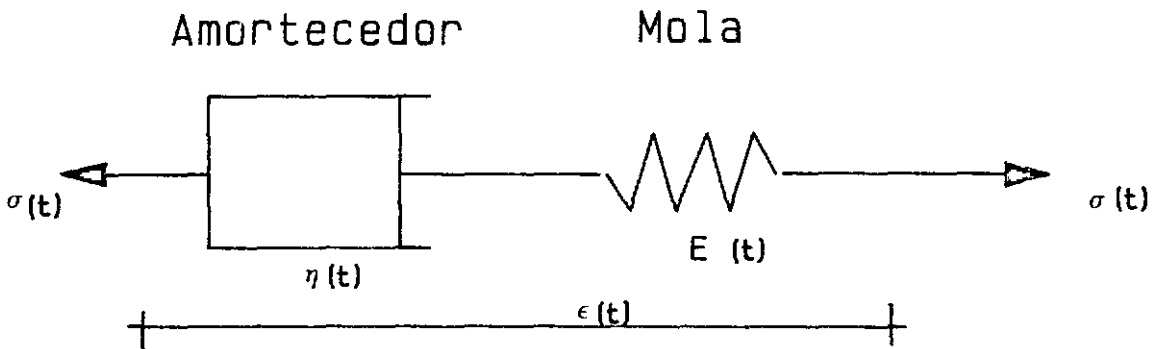 Amortecedor Mola
σ(t) σ(t)
E (t)
η(t)
ϵ(t)